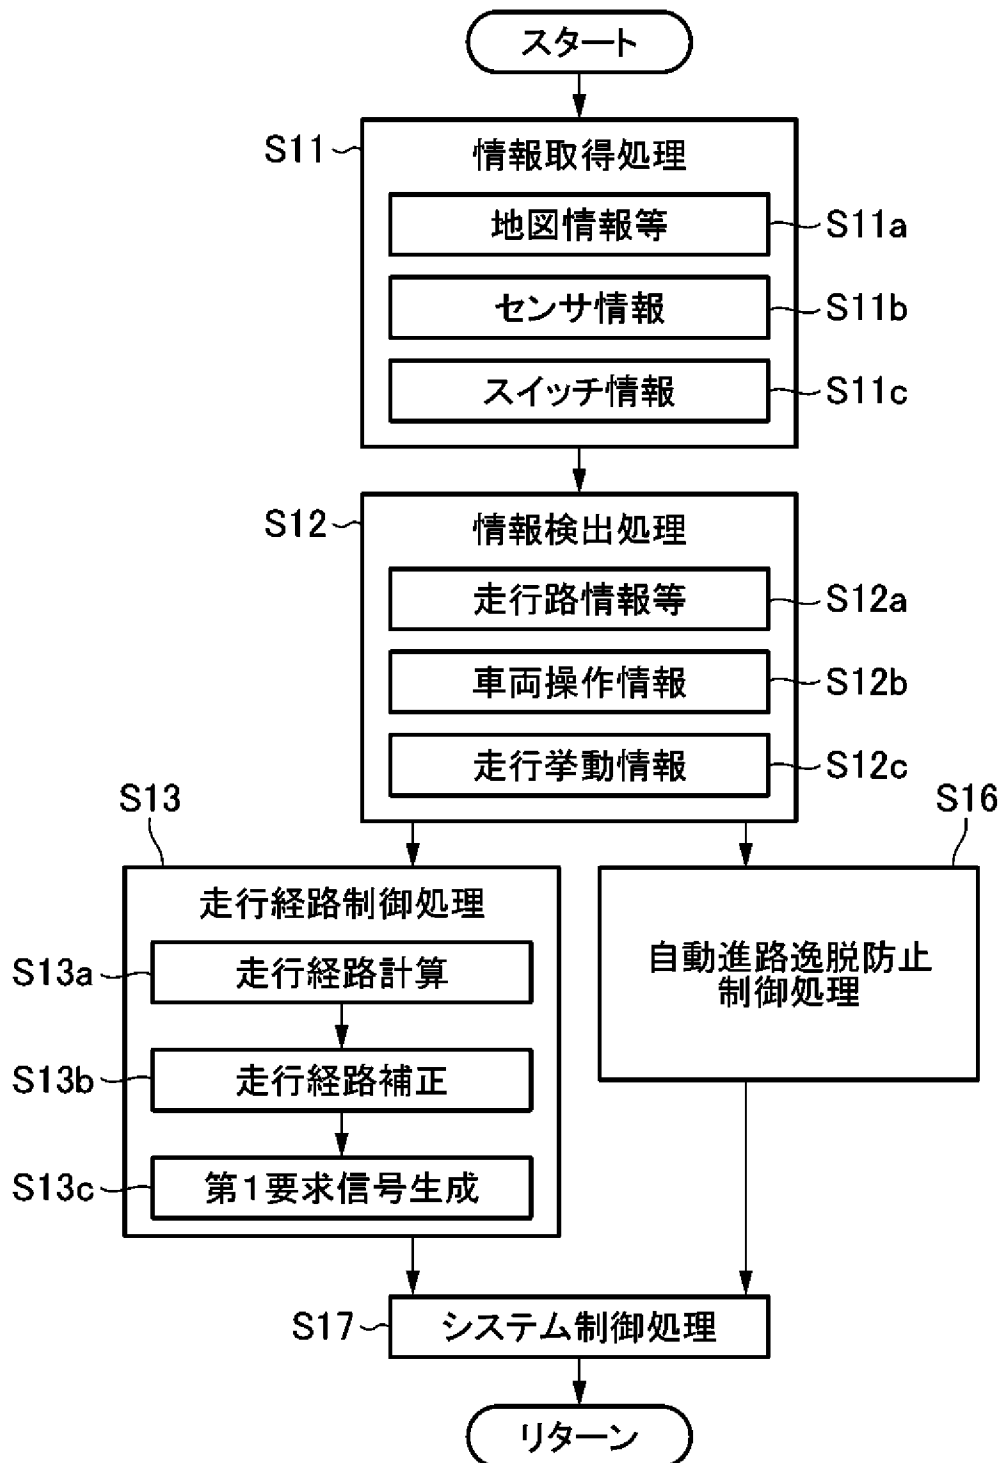 スタート
S11
情報取得処理
地図情報等
S11a
センサ情報
S11b
スイッチ情報
S11c
S12
情報検出処理
走行路情報等
S12a
車両操作情報
S12b
走行挙動情報
S12c
S13
走行経路制御処理
S13a
走行経路計算
S13b
走行経路補正
S13c
第1要求信号生成
S16
自動進路逸脱防止
制御処理
S17
システム制御処理
リターン